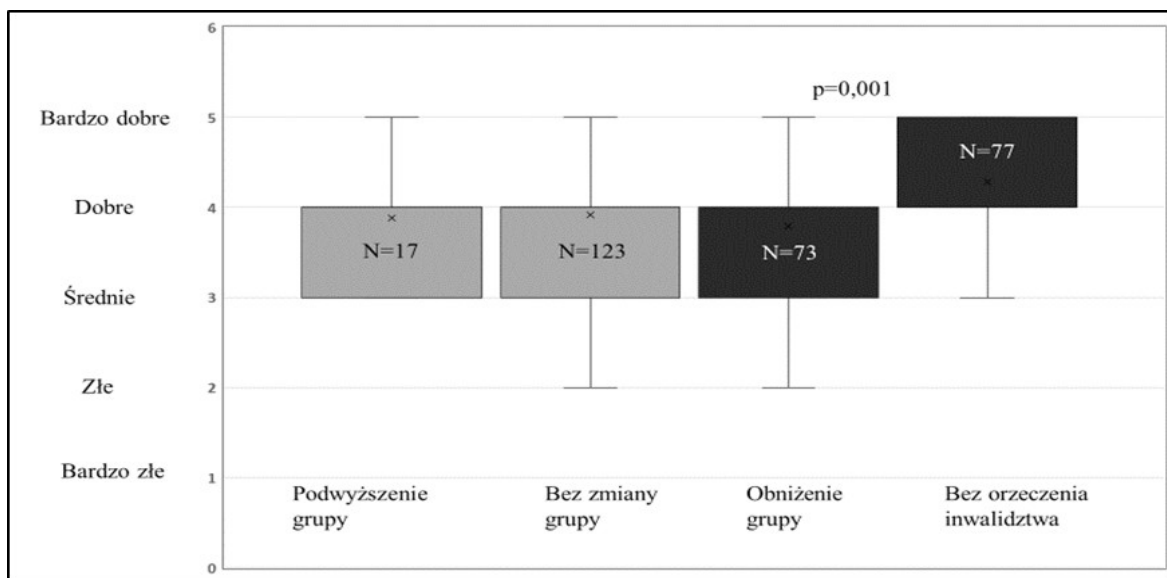 6
p=0,001
Bardzo dobre
5
N=77
Dobre
4
N=17
N=123
N=73
Średnie
3
Złe
2
Bardzo złe
1
Podwyższenie
grupy
Bez zmiany
grupy
Obniżenie
grupy
Bez orzeczenia
inwalidztwa
0